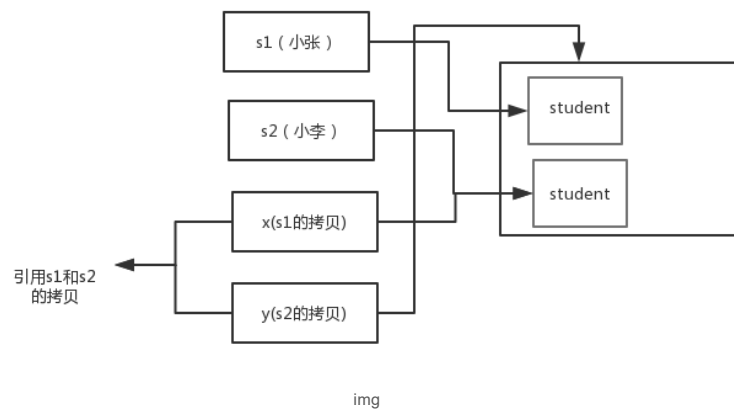 s1（小张）
student
s2（小李）
student
x(s1的拷贝)
引用s1和s2
的拷贝
y(s2的拷贝)
img